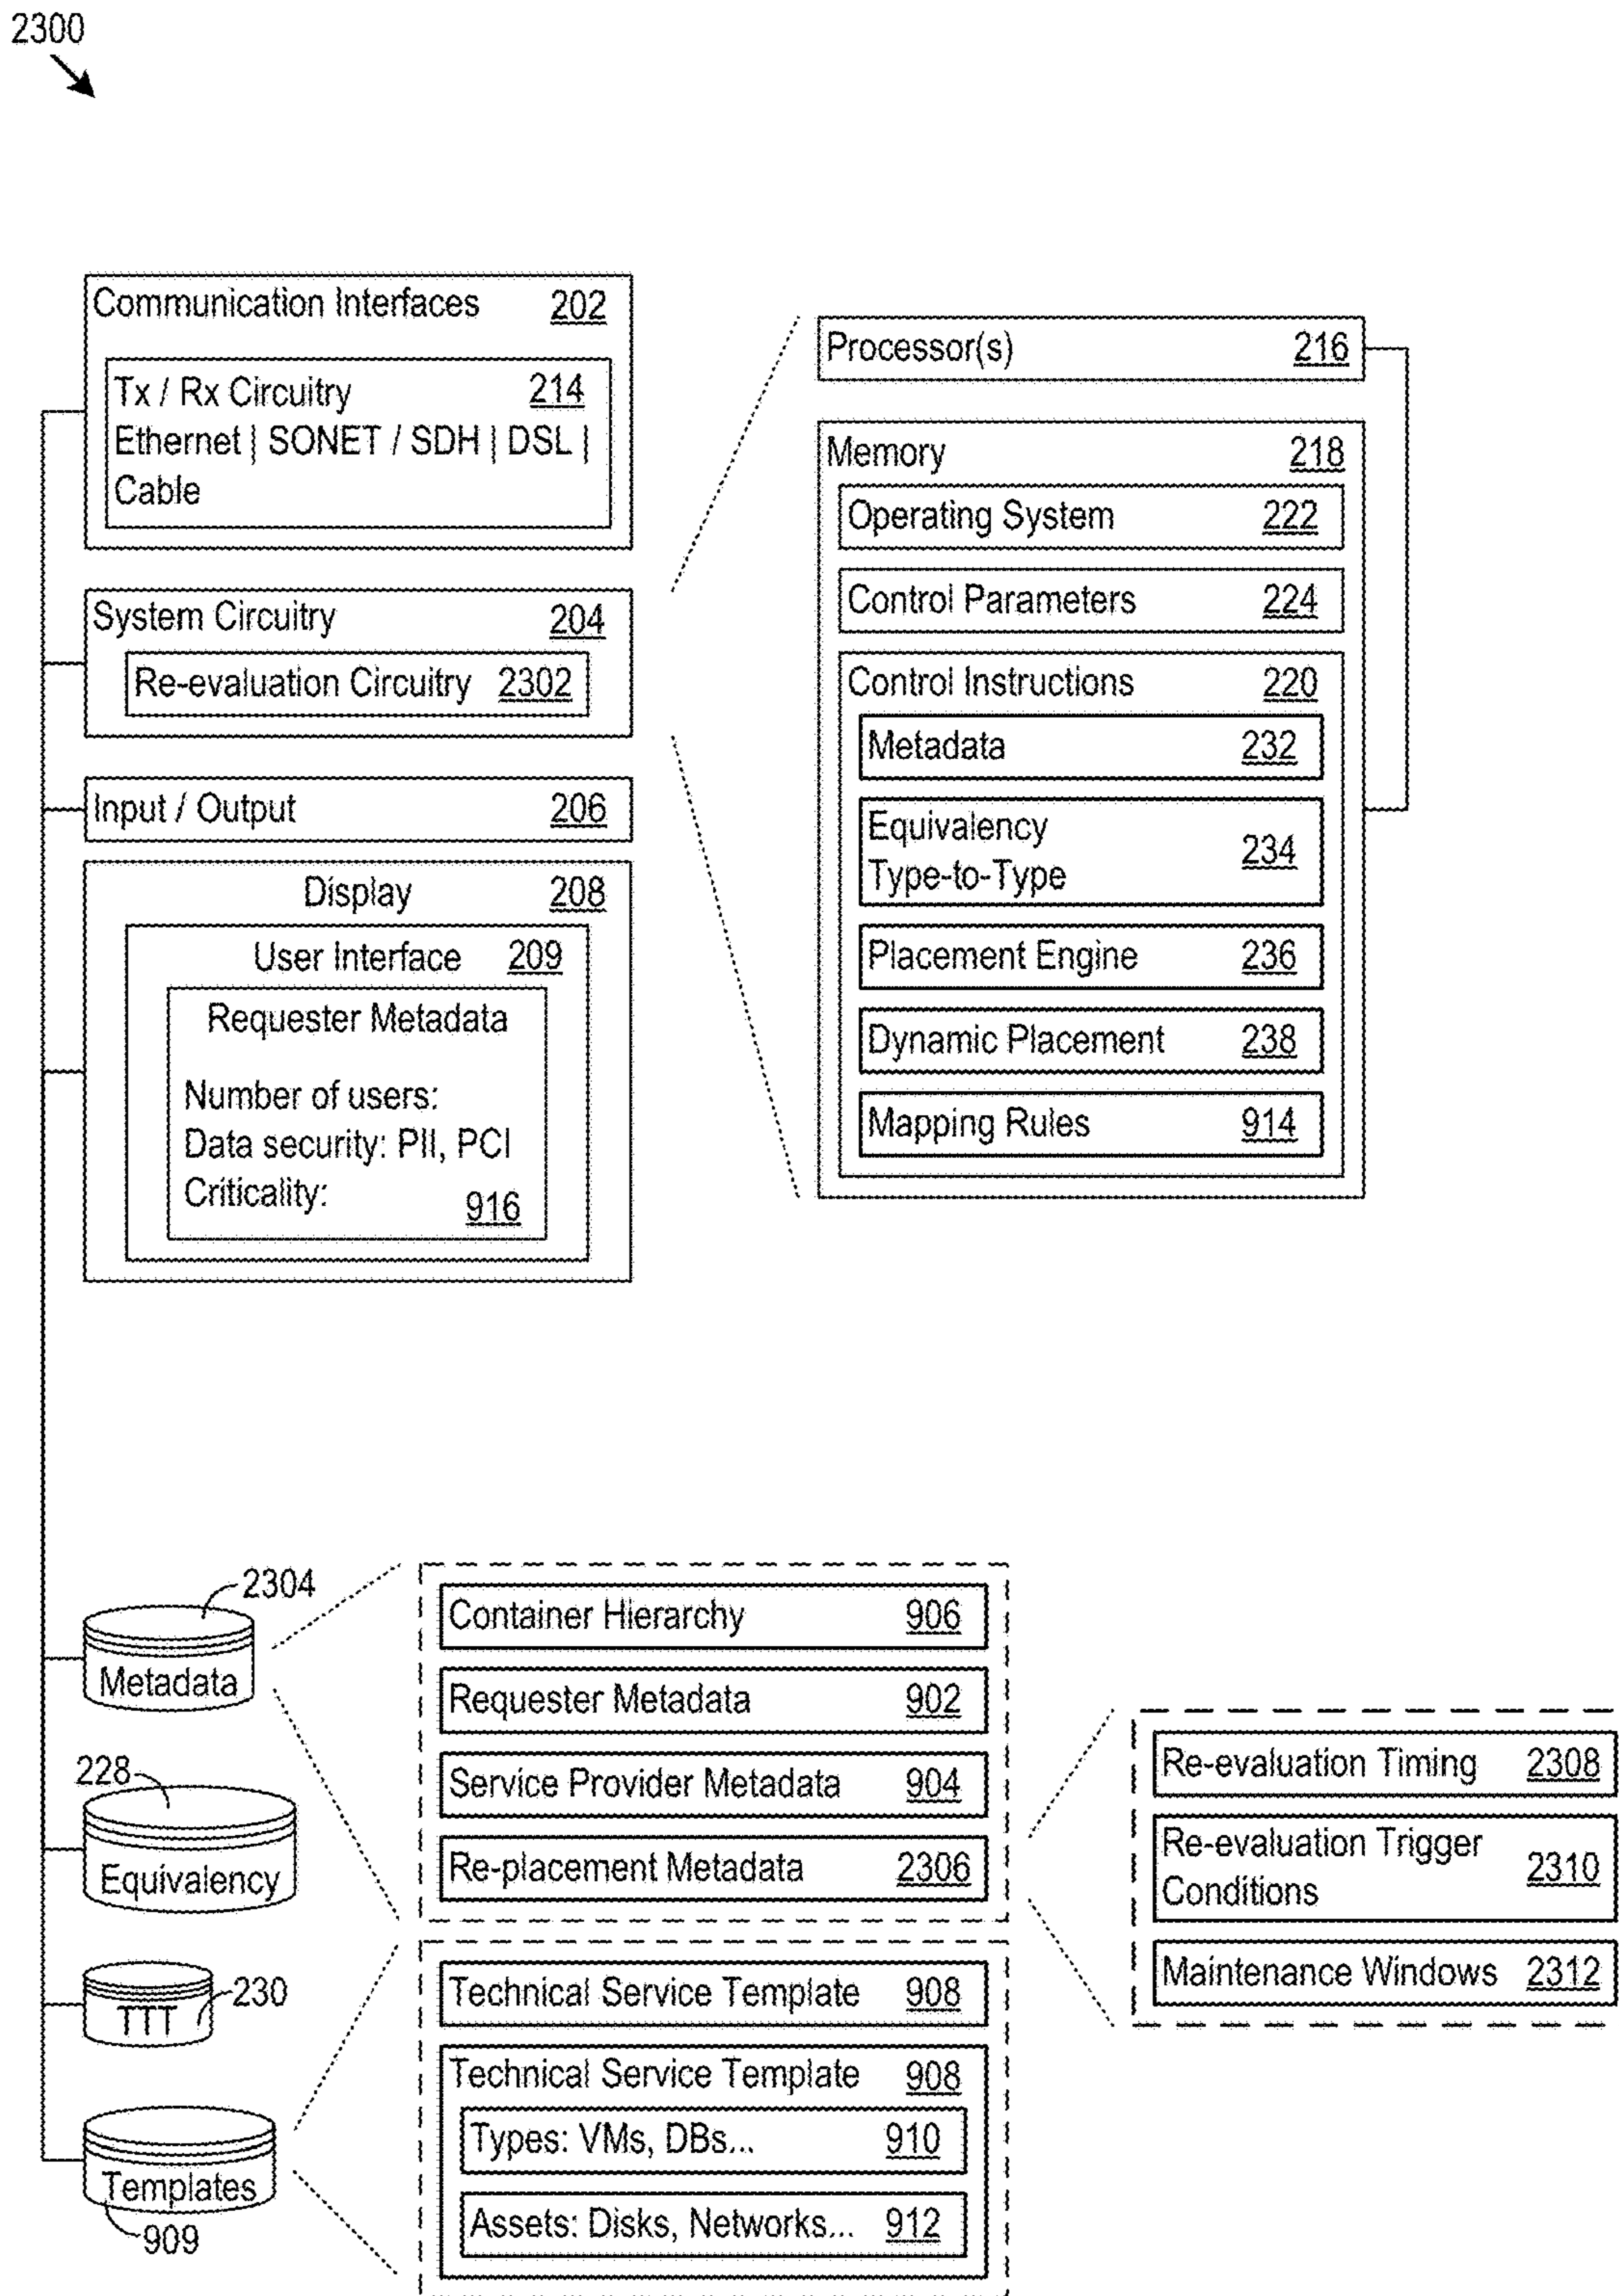 2300
Communication Interfaces 202
Tx / Rx Circuitry 214
Ethernet | SONET / SDH | DSL |
Cable
System Circuitry 204
Re-evaluation Circuitry 2302
Input / Output 206
Display 208
User Interface 209
Requester Metadata
Number of users:
Data security: PII, PCI
Criticality: 916
Processor(s) 216
Memory 218
Operating System 222
Control Parameters 224
Control Instructions 220
Metadata 232
Equivalency
Type-to-Type 234
Placement Engine 236
Dynamic Placement 238
Mapping Rules 914
2304
Metadata
228
Equivalency
230
TTT
Templates
909
Container Hierarchy 906
Requester Metadata 902
Service Provider Metadata 904
Re-placement Metadata 2306
Technical Service Template 908
Technical Service Template 908
Types: VMs, DBs... 910
Assets: Disks, Networks... 912
Re-evaluation Timing 2308
Re-evaluation Trigger
Conditions 2310
Maintenance Windows 2312